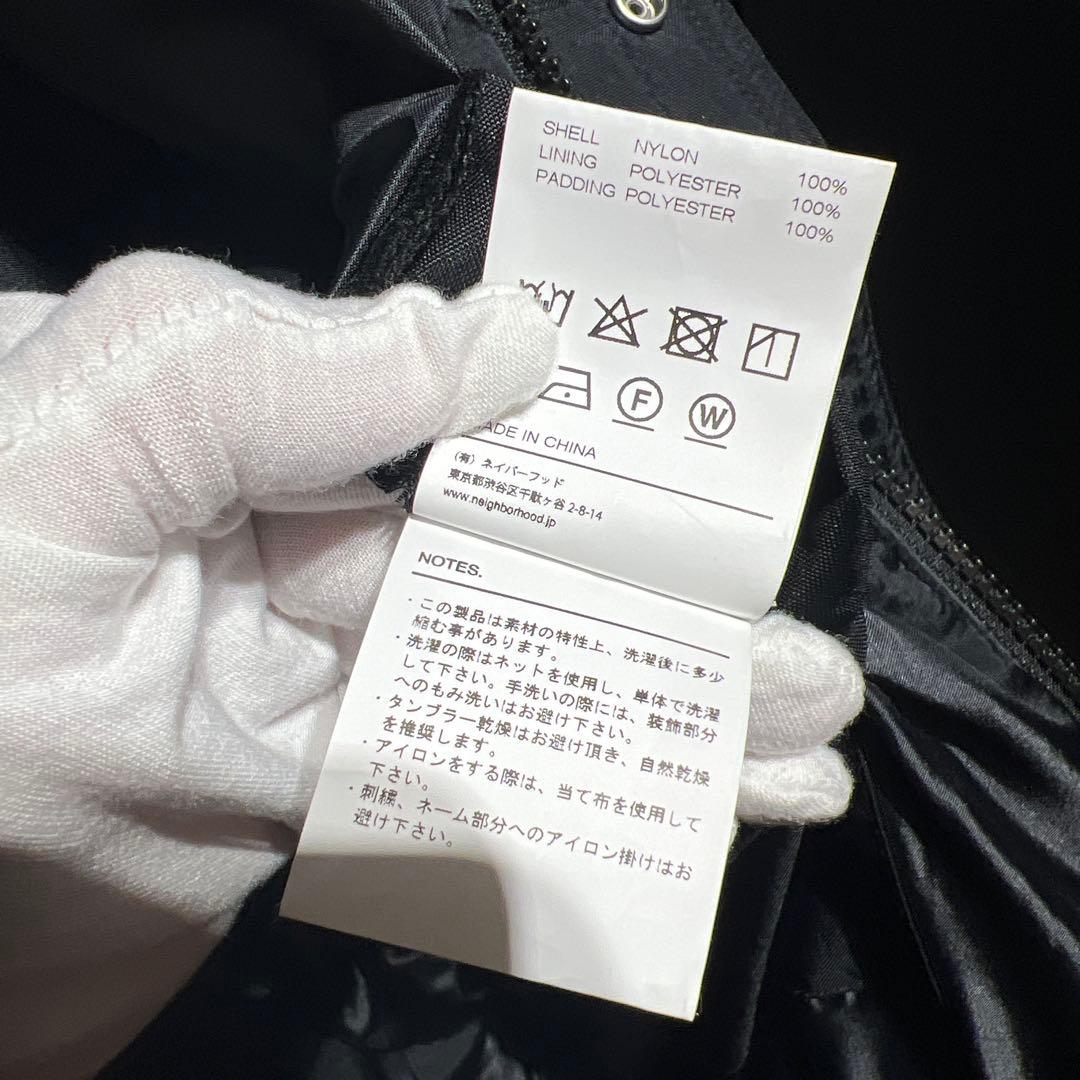 SHELL NYLON 100%
LINING POLYESTER 100%
PADDING POLYESTER 100%
F W
MADE IN CHINA
(有) ネイバーフッド
東京都渋谷区千駄ヶ谷 2-8-14
www.neighborhood.jp
NOTES.
・この製品は素材の特性上、洗濯後に多少
縮む事があります。
・洗濯の際はネットを使用し、単体で洗濯
して下さい。手洗いの際には、装飾部分
へのもみ洗いはお避け下さい。
・タンブラー乾燥はお避け頂き、自然乾燥
を推奨します。
・アイロンをする際は、当て布を使用して
下さい。
・刺繍、ネーム部分へのアイロン掛けはお
避け下さい。